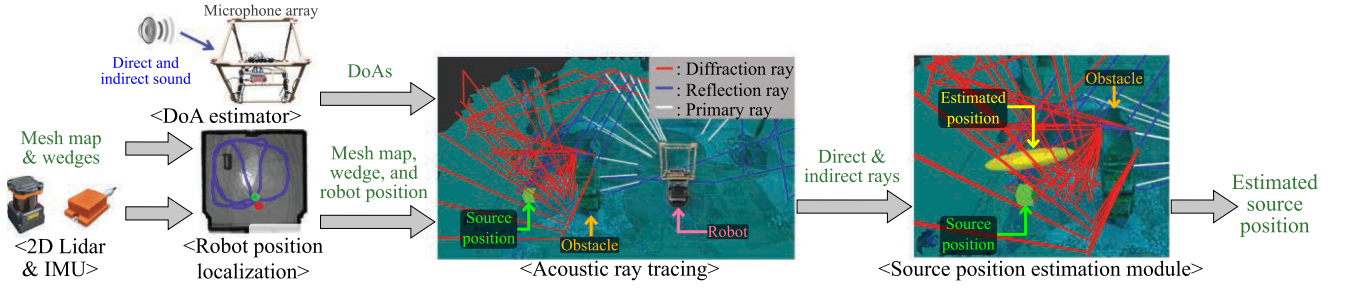 Microphone array
Direct and
indirect sound
<DoA estimator>
DoAs
Mesh map
& wedges
<2D Lidar
& IMU>
<Robot position
localization>
Mesh map,
wedge, and
robot position
: Diffraction ray
: Reflection ray
: Primary ray
Source
position
Obstacle
Robot
<Acoustic ray tracing>
Direct &
indirect rays
Estimated
position
Obstacle
Source
position
<Source position estimation module>
Estimated
source
position